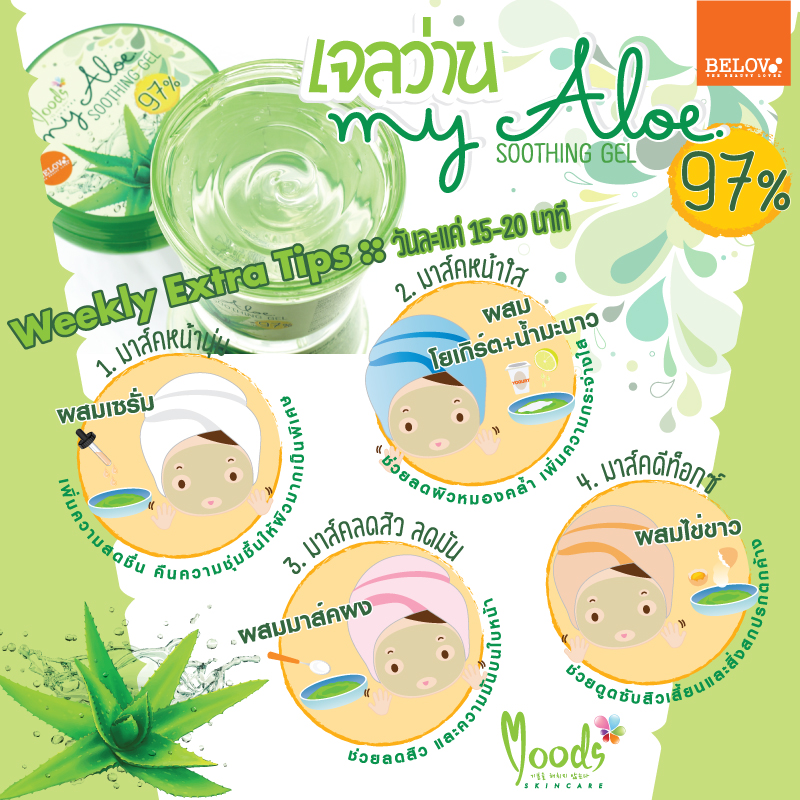 Moods
my Aloe
SOOTHING GEL
97%
BELOV
เจลว่าน
my Aloe.
SOOTHING GEL
97%
BELOV
THE BEAUTY LOVER
Weekly Extra Tips :: วันละแค่ 15-20 นาที
SOOTHING GEL
97%
1. มาส์คหน้านุ่ม
ผสมเซรั่ม
เพิ่มความสดชื่น คืนความชุ่มชื้นให้ผิวมากเป็นพิเศษ
2. มาส์คหน้าใส
ผสม
โยเกิร์ต+น้ำมะนาว
YOGURT
ช่วยลดผิวหมองคล้ำ เพิ่มความกระจ่างใส
3. มาส์คลดสิว ลดมัน
ผสมมาส์คผง
ช่วยลดสิว และความมันบนใบหน้า
4. มาส์คดีท็อกซ์
ผสมไข่ขาว
ช่วยดูดซับสิวเสี้ยนและสิ่งสกปรกตกค้าง
Moods
SKINCARE